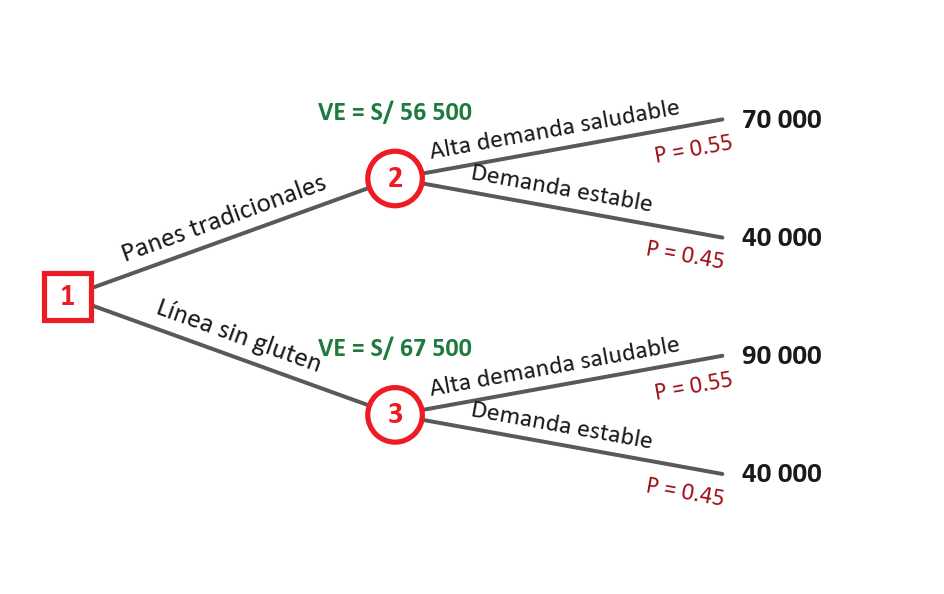 VE = S/ 56 500
Alta demanda saludable
70 000
P = 0.55
2
Demanda estable
Panes tradicionales
40 000
P = 0.45
1
Línea sin gluten
VE = S/ 67 500
Alta demanda saludable
90 000
P = 0.55
3
Demanda estable
40 000
P = 0.45